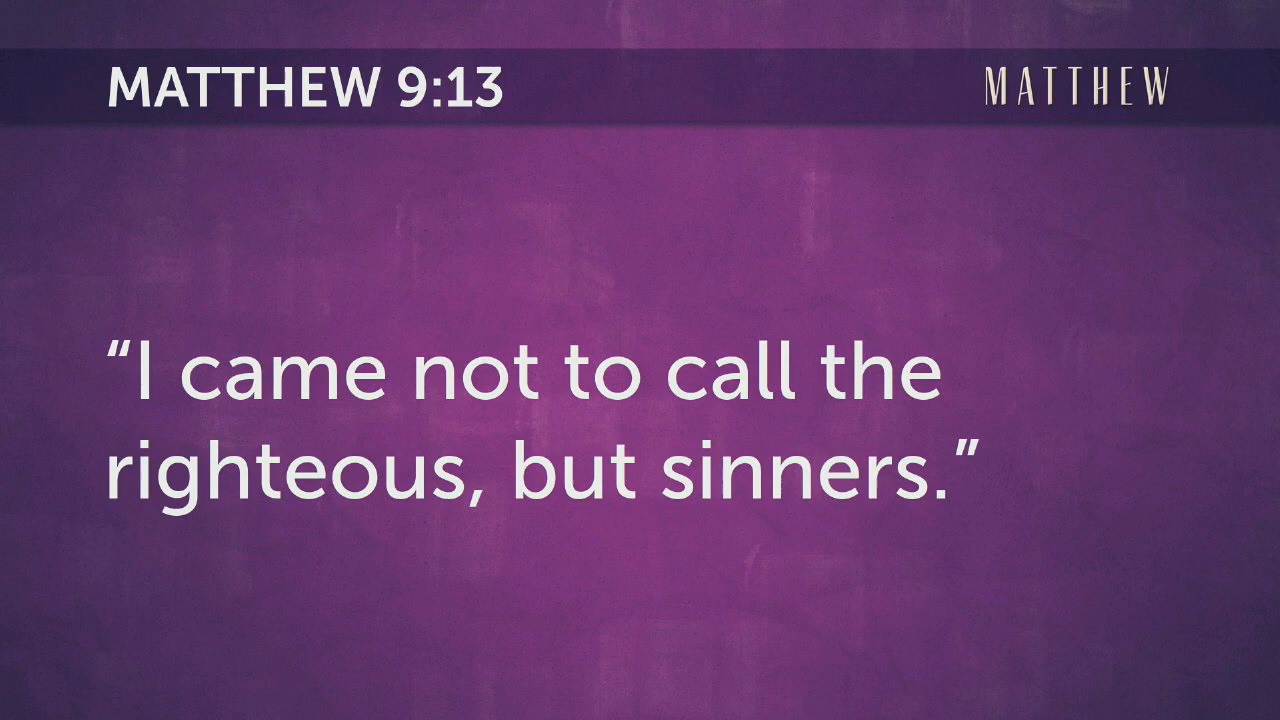 MATTHEW 9:13
MATTHEW
“I came not to call the
righteous, but sinners.”